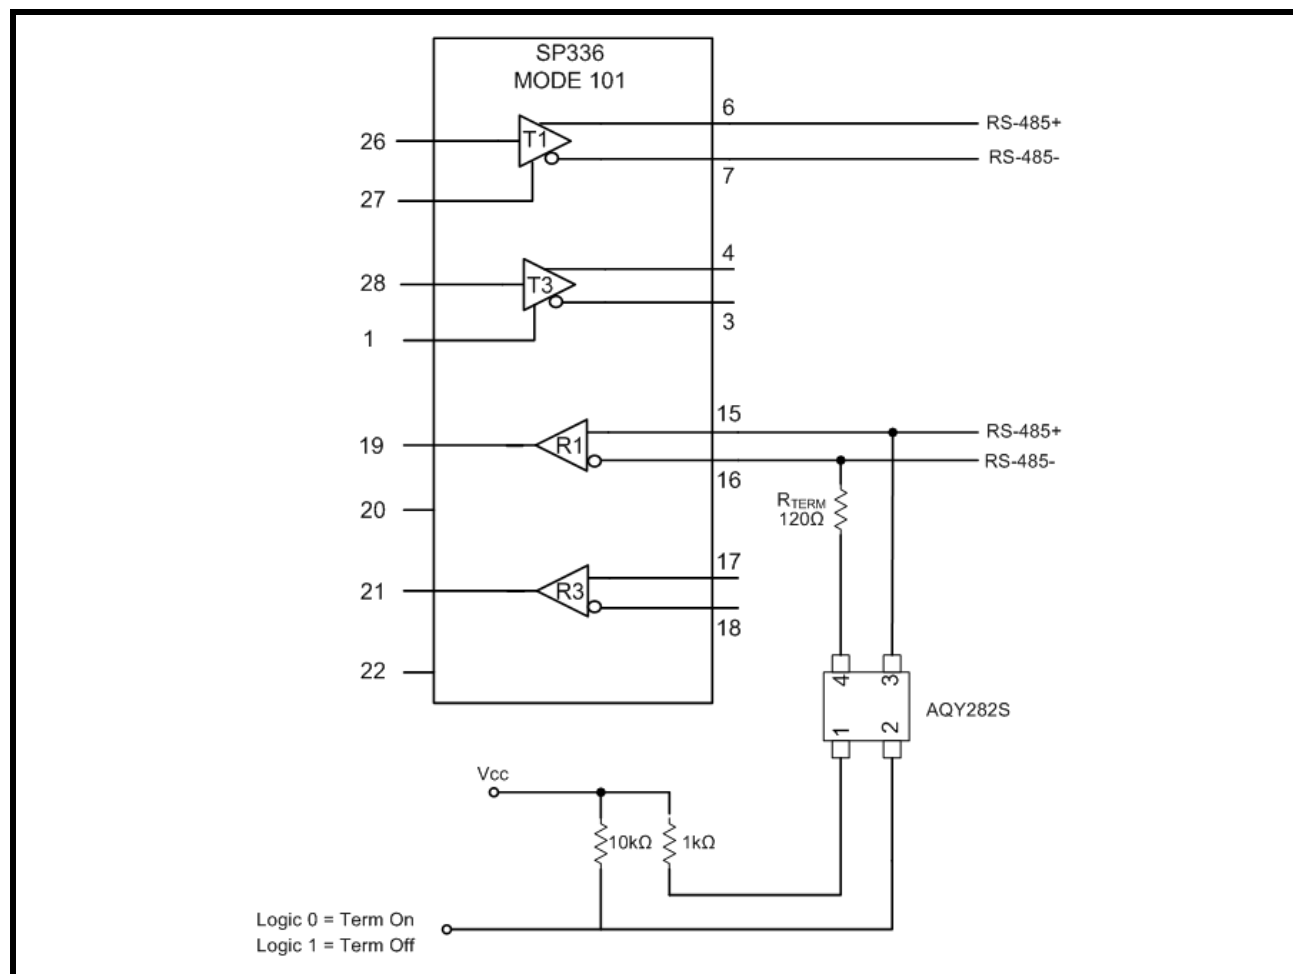 SP336
MODE 101
6
RS-485+
26
T1
RS-485-
7
27
4
28
T3
3
1
15
RS-485+
19
R1
RS-485-
16
RTERM
120Ω
20
17
21
R3
18
22
4
3
AQY282S
1
2
Vcc
10kΩ
1kΩ
Logic 0 = Term On
Logic 1 = Term Off